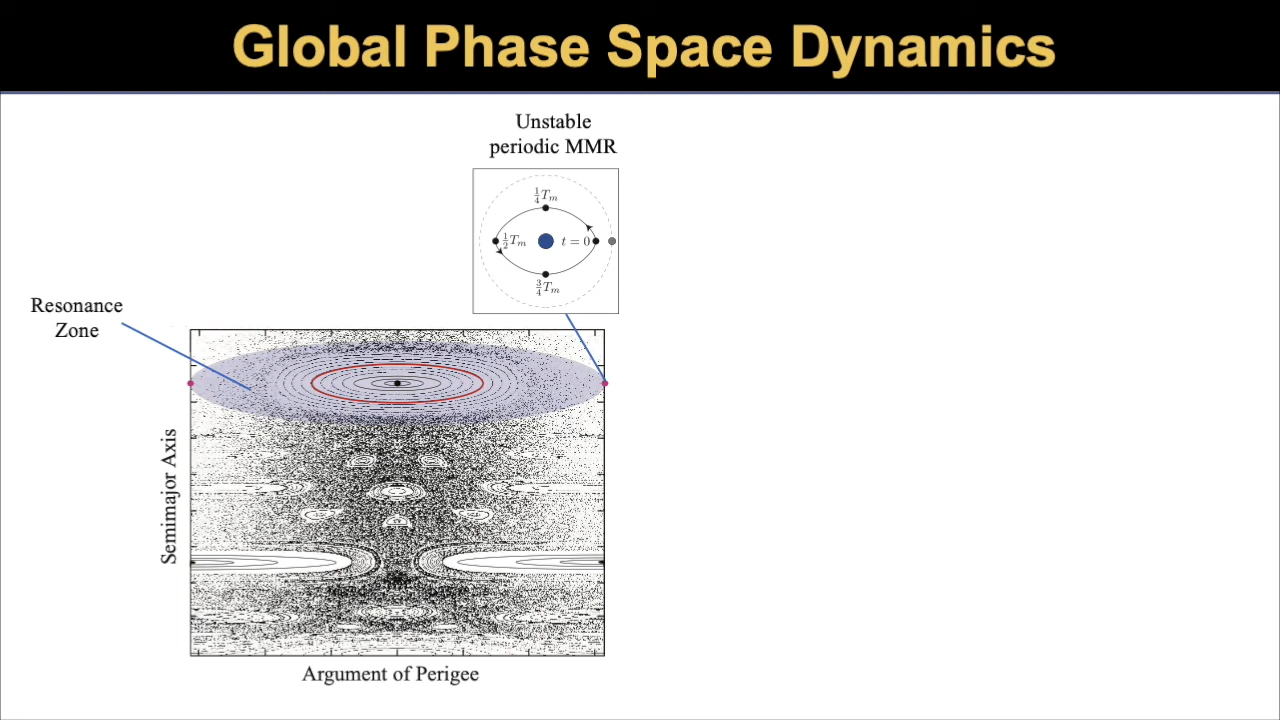 Global Phase Space Dynamics
Unstable
periodic MMR
¼Tₘ
½Tₘ
t = 0
¾Tₘ
Resonance
Zone
Semimajor Axis
Argument of Perigee